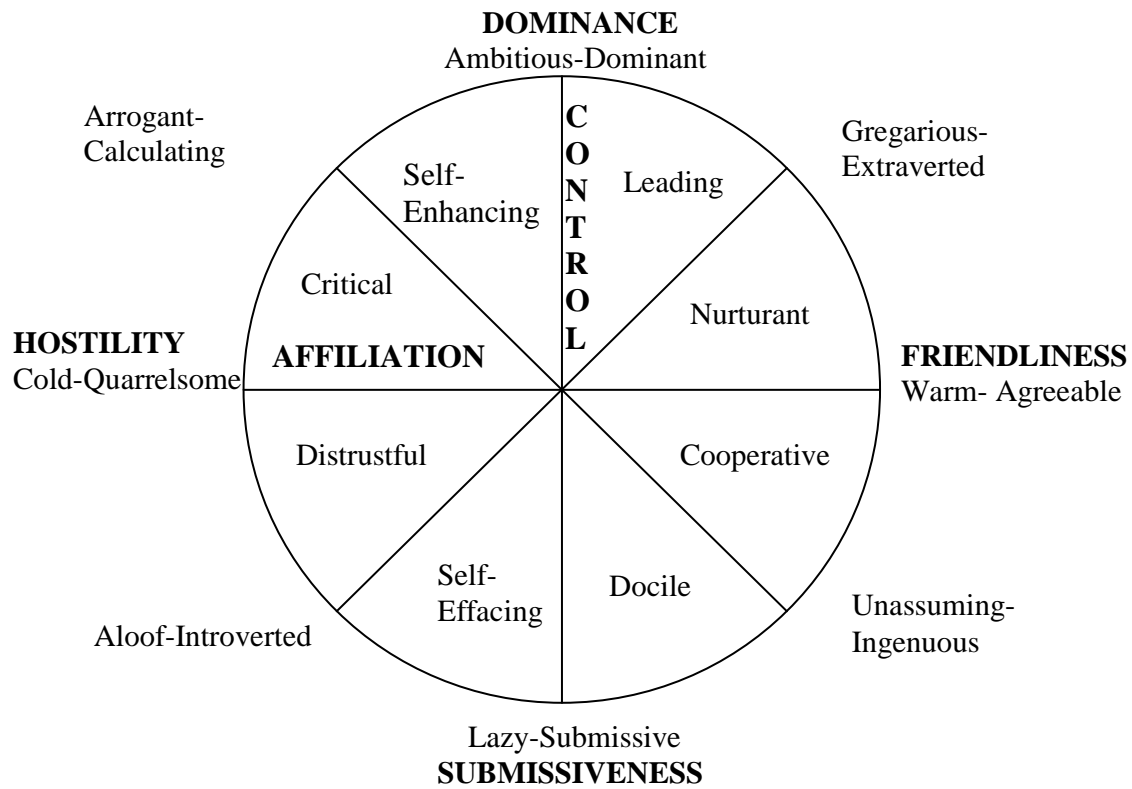 DOMINANCE
Ambitious-Dominant
Arrogant-
Calculating
Gregarious-
Extraverted
CONTROL
Self-
Enhancing
Leading
Critical
Nurturant
HOSTILITY
Cold-Quarrelsome
AFFILIATION
FRIENDLINESS
Warm- Agreeable
Distrustful
Cooperative
Self-
Effacing
Docile
Aloof-Introverted
Unassuming-
Ingenuous
Lazy-Submissive
SUBMISSIVENESS